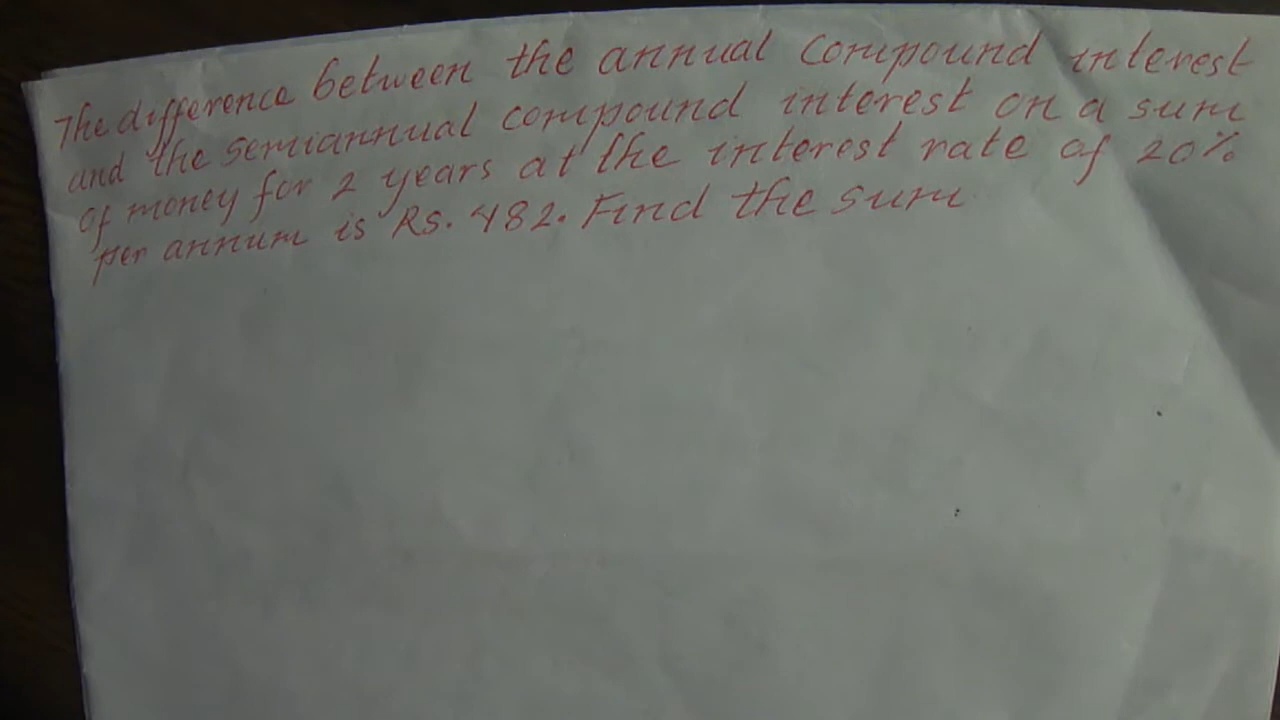 The difference between the annual compound interest
and the semiannual compound interest on a sum
of money for 2 years at the interest rate of 20%
per annum is Rs. 482. Find the sum